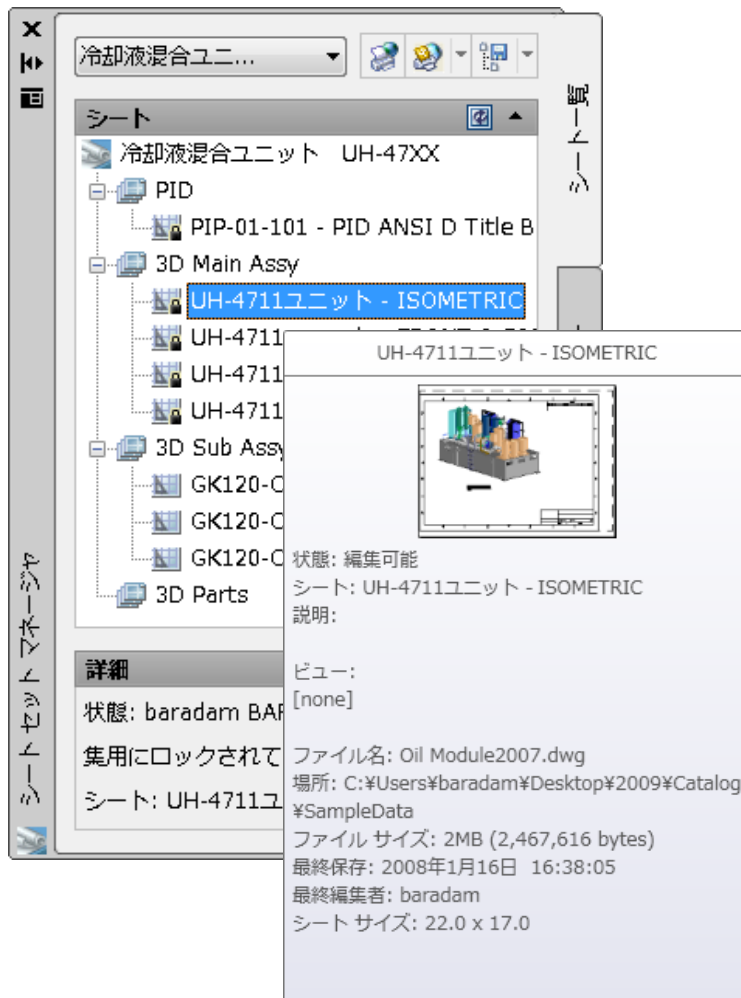 冷却液混合ユニ...
シート
シート一覧
冷却液混合ユニット UH-47XX
PID
PIP-01-101 - PID ANSI D Title B
3D Main Assy
UH-4711ユニット - ISOMETRIC
UH-4711
UH-4711
UH-4711
3D Sub Assy
GK120-C
GK120-C
GK120-C
3D Parts
シートセット マネージャ
詳細
状態: baradam BAR
集用にロックされて
シート: UH-4711ユ
UH-4711ユニット - ISOMETRIC
状態: 編集可能
シート: UH-4711ユニット - ISOMETRIC
説明:
ビュー:
[none]
ファイル名: Oil Module2007.dwg
場所: C:¥Users¥baradam¥Desktop¥2009¥Catalog
¥SampleData
ファイル サイズ: 2MB (2,467,616 bytes)
最終保存: 2008年1月16日 16:38:05
最終編集者: baradam
シート サイズ: 22.0 x 17.0